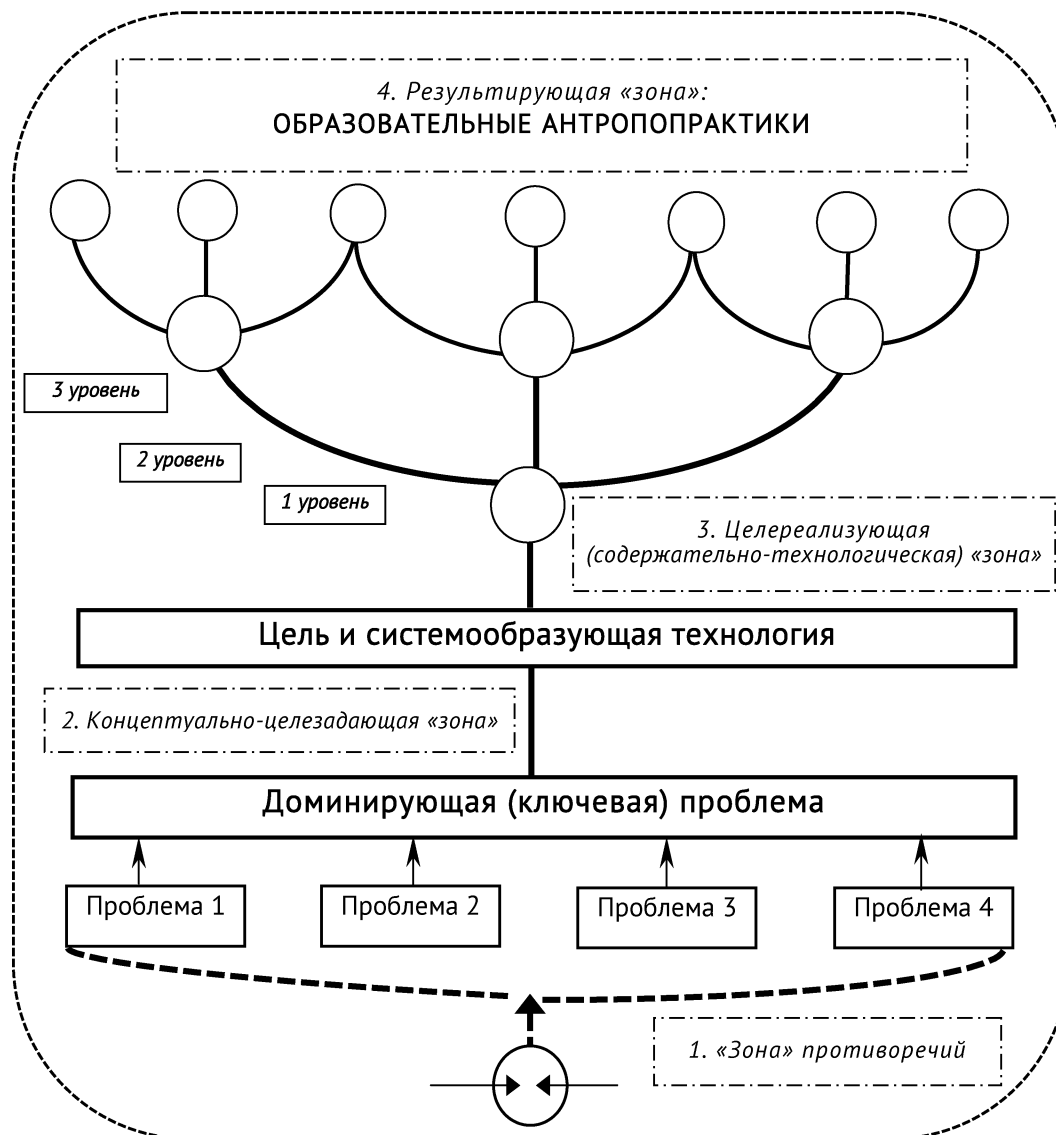 4. Результирующая «зона»:
ОБРАЗОВАТЕЛЬНЫЕ АНТРОПОПРАКТИКИ
3 уровень
2 уровень
1 уровень
3. Целереализующая
(содержательно-технологическая) «зона»
Цель и системообразующая технология
2. Концептуально-целезадающая «зона»
Доминирующая (ключевая) проблема
Проблема 1
Проблема 2
Проблема 3
Проблема 4
1. «Зона» противоречий